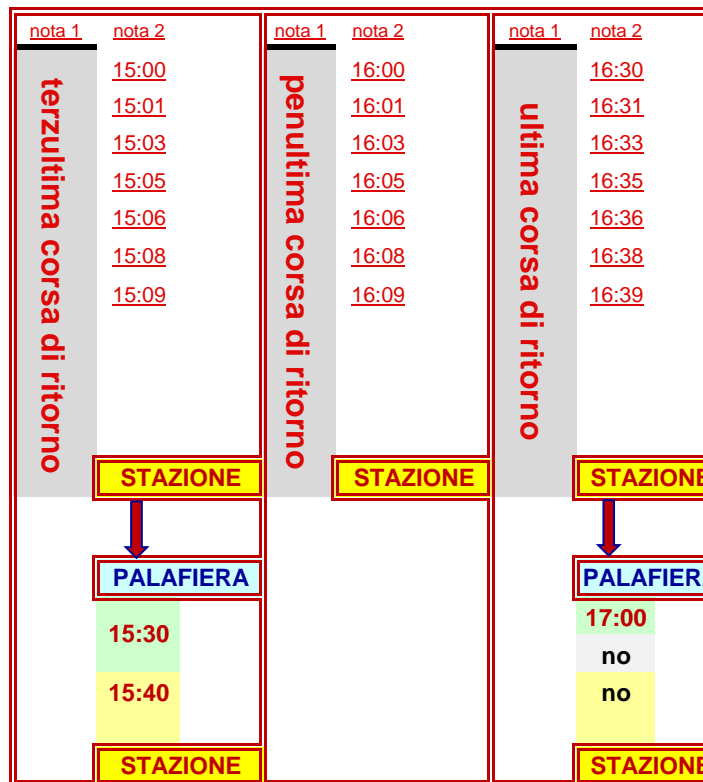 nota 1 nota 2
terzultima corsa di ritorno
15:00
15:01
15:03
15:05
15:06
15:08
15:09
STAZIONE
PALAFIERA
15:30
15:40
STAZIONE
nota 1 nota 2
penultima corsa di ritorno
16:00
16:01
16:03
16:05
16:06
16:08
16:09
STAZIONE
nota 1 nota 2
ultima corsa di ritorno
16:30
16:31
16:33
16:35
16:36
16:38
16:39
STAZIONE
PALAFIERA
17:00
no
no
STAZIONE